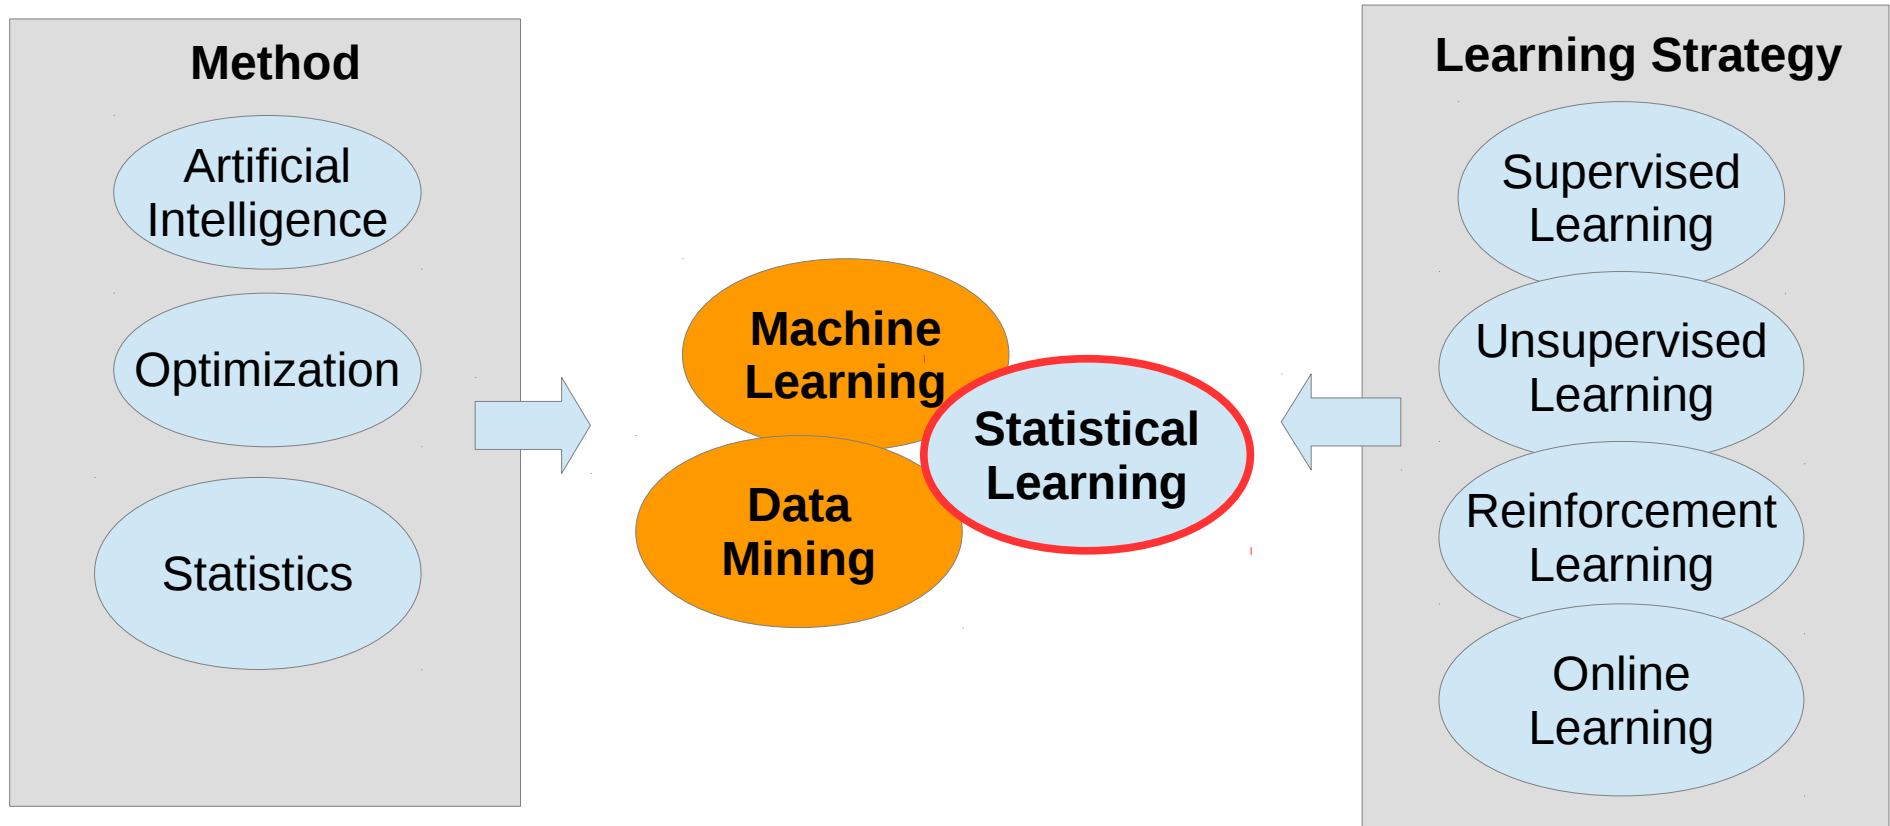 Method
Artificial
Intelligence
Optimization
Statistics
Machine
Learning
Data
Mining
Statistical
Learning
Learning Strategy
Supervised
Learning
Unsupervised
Learning
Reinforcement
Learning
Online
Learning